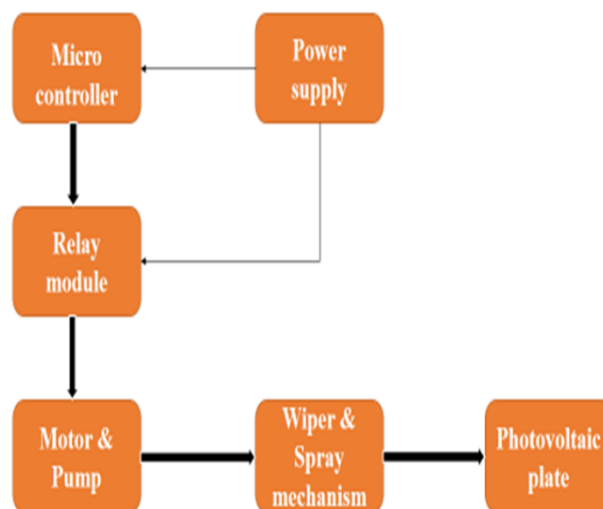 Micro
controller
Power
supply
Relay
module
Motor &
Pump
Wiper &
Spray
mechanism
Photovoltaic
plate